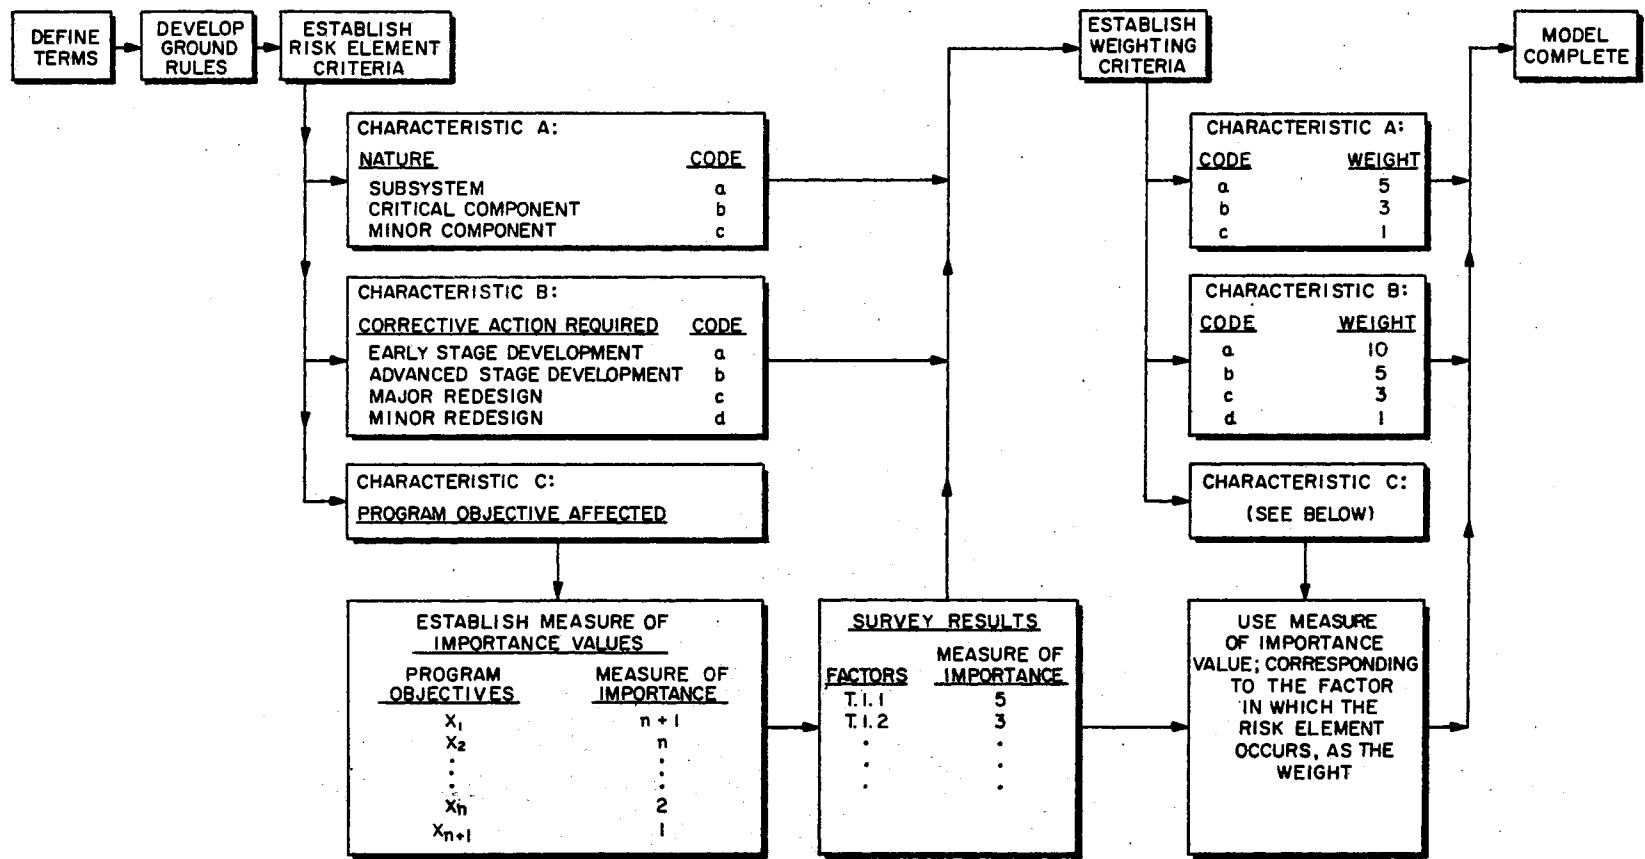 DEFINE
TERMS
DEVELOP
GROUND
RULES
ESTABLISH
RISK ELEMENT
CRITERIA
CHARACTERISTIC A:
NATURE CODE
SUBSYSTEM a
CRITICAL COMPONENT b
MINOR COMPONENT c
CHARACTERISTIC B:
CORRECTIVE ACTION REQUIRED CODE
EARLY STAGE DEVELOPMENT a
ADVANCED STAGE DEVELOPMENT b
MAJOR REDESIGN c
MINOR REDESIGN d
CHARACTERISTIC C:
PROGRAM OBJECTIVE AFFECTED
ESTABLISH MEASURE OF
IMPORTANCE VALUES
PROGRAM MEASURE OF
OBJECTIVES IMPORTANCE
X1 n+1
X2 n
Xn 2
Xn+1 1
SURVEY RESULTS
MEASURE OF
FACTORS IMPORTANCE
T.1.1 5
T.1.2 3
ESTABLISH
WEIGHTING
CRITERIA
CHARACTERISTIC A:
CODE WEIGHT
a 5
b 3
c 1
CHARACTERISTIC B:
CODE WEIGHT
a 10
b 5
c 3
d 1
CHARACTERISTIC C:
(SEE BELOW)
USE MEASURE
OF IMPORTANCE
VALUE; CORRESPONDING
TO THE FACTOR
IN WHICH THE
RISK ELEMENT
OCCURS, AS THE
WEIGHT
MODEL
COMPLETE